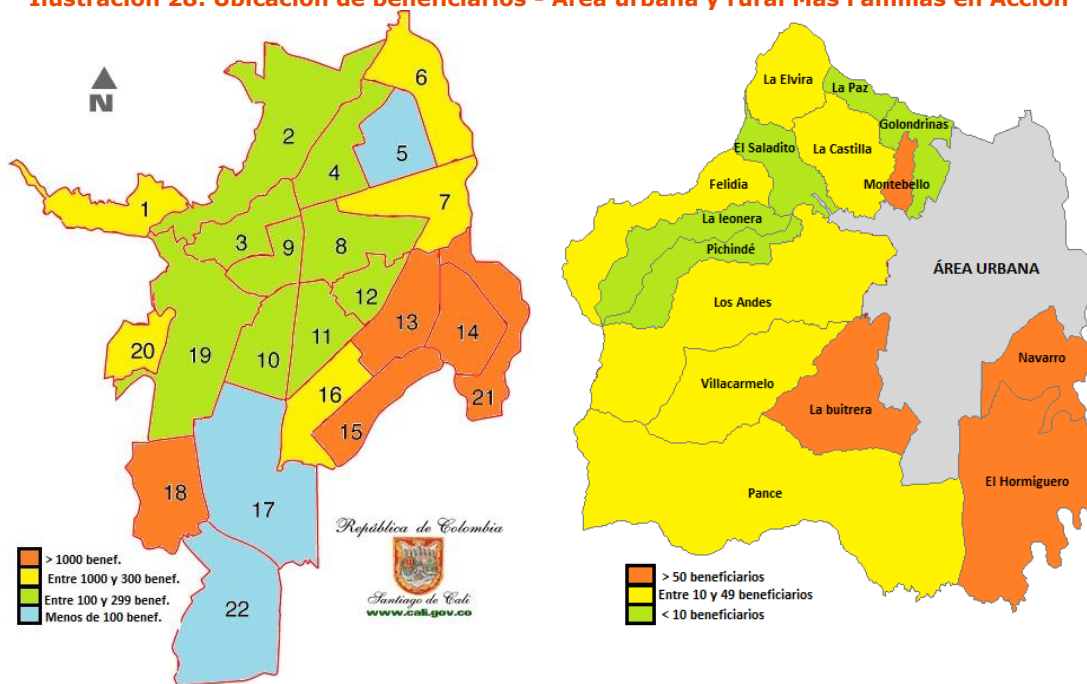 Ilustración 28. Ubicación de beneficiarios – Área urbana y rural Más Familias en Acción
N
6
2
5
4
1
7
3
9
8
12
13
14
20
19
10
11
16
21
15
18
17
22
República de Colombia
Santiago de Cali
www.cali.gov.co
> 1000 benef.
Entre 1000 y 300 benef.
Entre 100 y 299 benef.
Menos de 100 benef.
La Elvira
La Paz
Golondrinas
El Saladito
La Castilla
Felidia
Montebello
La leonera
Pichindé
ÁREA URBANA
Los Andes
Navarro
Villacarmelo
La buitrera
El Hormiguero
Pance
> 50 beneficiarios
Entre 10 y 49 beneficiarios
< 10 beneficiarios